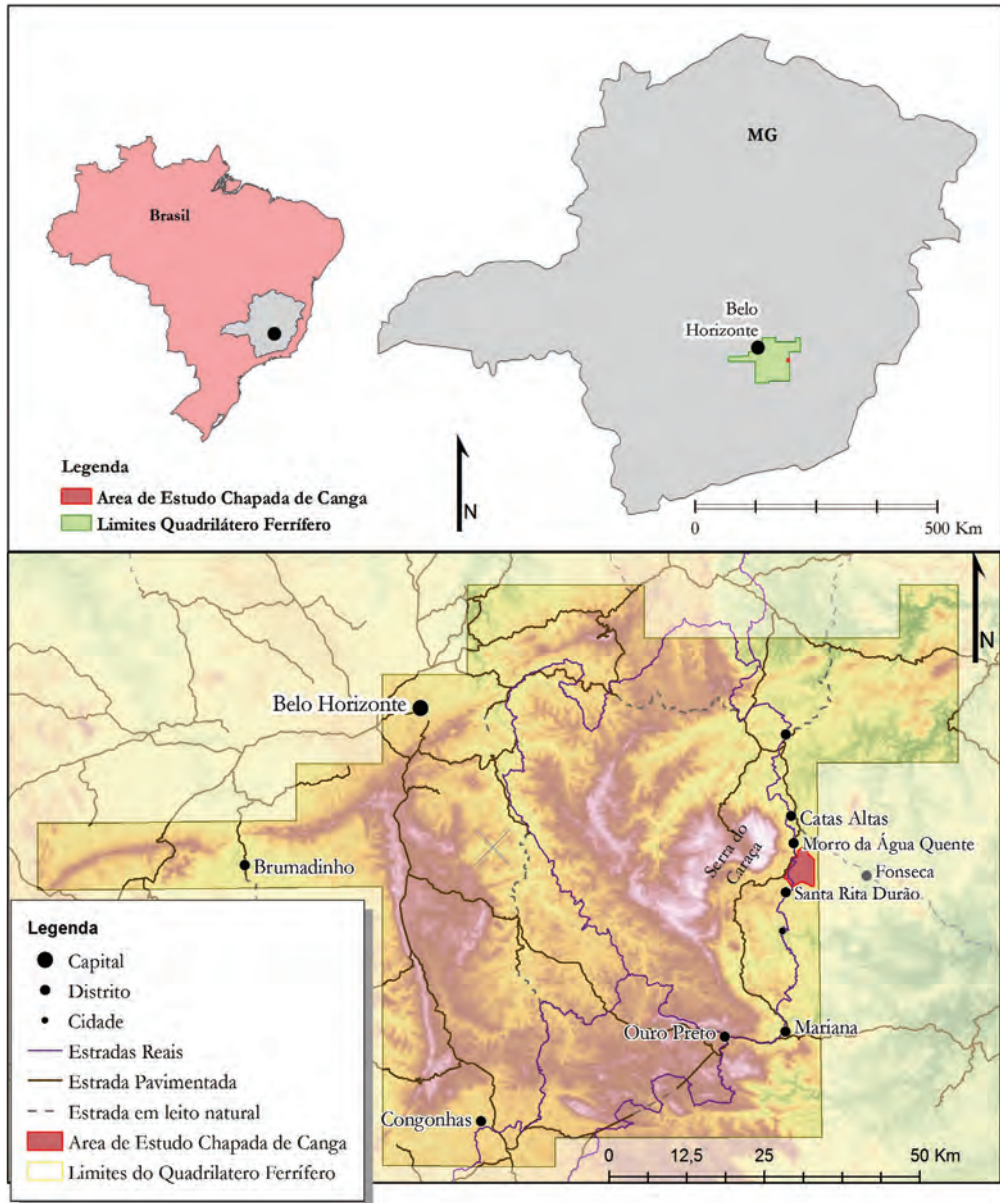 Brasil
MG
Belo
Horizonte
N
Legenda
Area de Estudo Chapada de Canga
Limites Quadrilátero Ferrífero
0 500 Km
N
Belo Horizonte
Catas Altas
Morro da Água Quente
Serra do
Caraça
Fonseca
Brumadinho
Santa Rita Durão
Ouro Preto
Mariana
Congonhas
Legenda
Capital
Distrito
Cidade
Estradas Reais
Estrada Pavimentada
Estrada em leito natural
Area de Estudo Chapada de Canga
Limites do Quadrilatero Ferrífero
0 12,5 25 50 Km